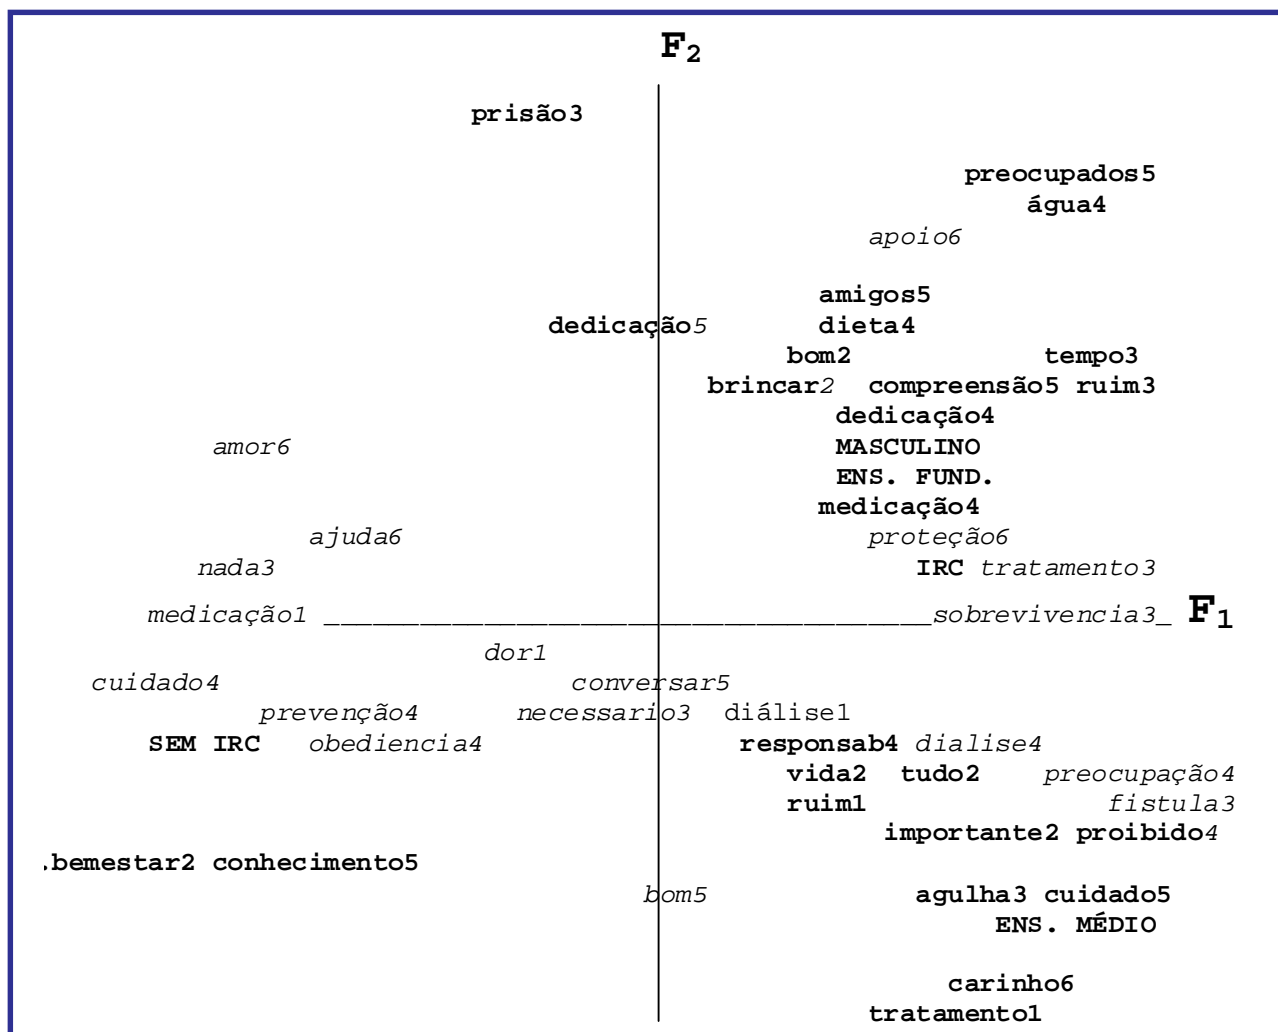 F2
prisão3
preocupados5
água4
apoio6
amigos5
dedicação5 dieta4
bom2 tempo3
brincar2 compreensão5 ruim3
dedicação4
amor6 MASCULINO
ENS. FUND.
medicação4
ajuda6 proteção6
nada3 IRC tratamento3
medicação1 ______________________________________sobrevivencia3_ F1
dor1
cuidado4 conversar5
prevenção4 necessario3 diálise1
SEM IRC obediencia4 responsab4 dialise4
vida2 tudo2 preocupação4
ruim1 fistula3
importante2 proibido4
.bemestar2 conhecimento5
bom5 agulha3 cuidado5
ENS. MÉDIO
carinho6
tratamento1